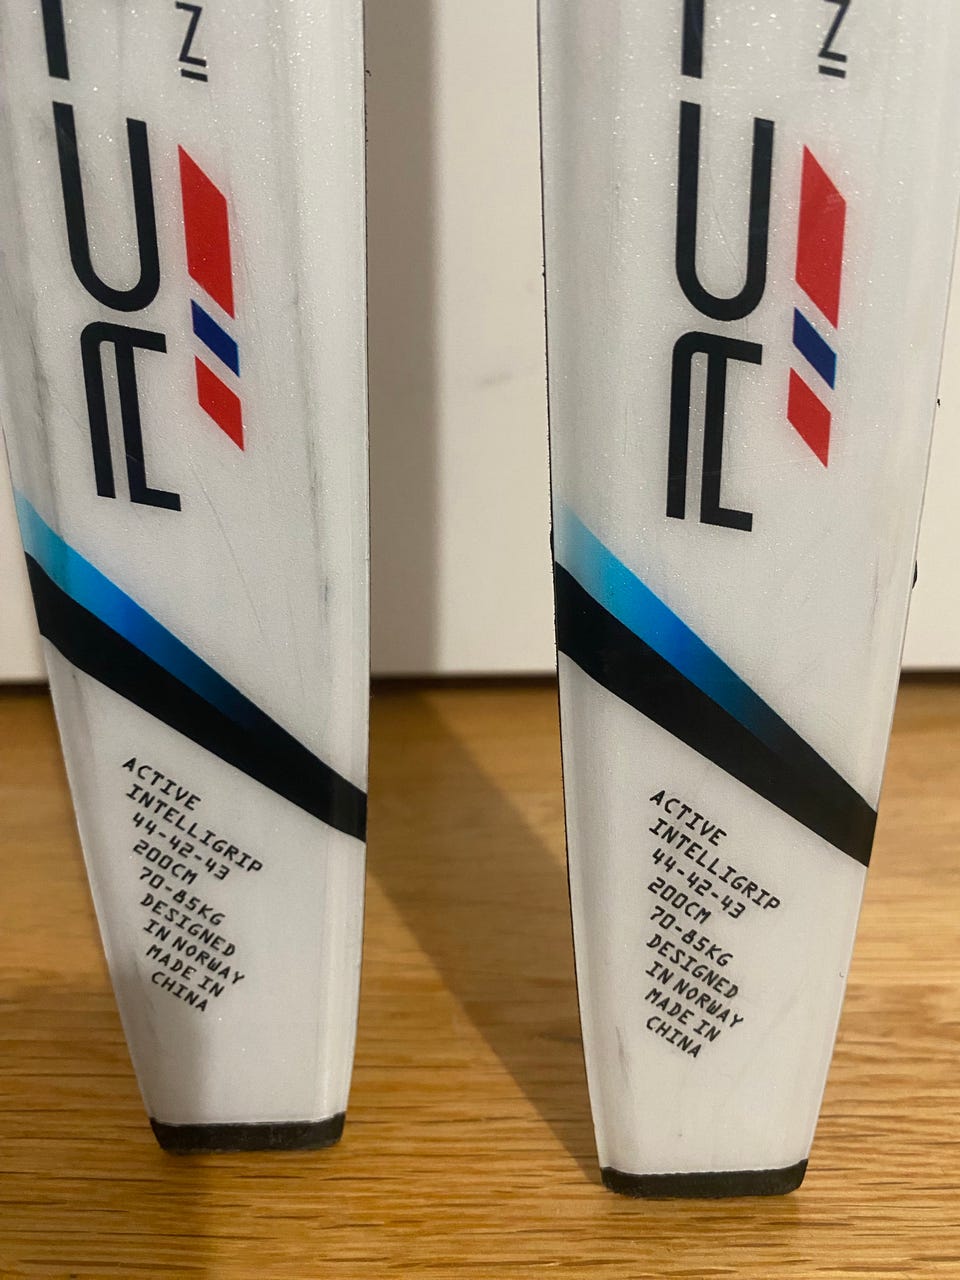 ACTIVE
INTELLIGRIP
44-42-43
200CM
70-85KG
DESIGNED
IN NORWAY
MADE IN
CHINA
ACTIVE
INTELLIGRIP
44-42-43
200CM
70-85KG
DESIGNED
IN NORWAY
MADE IN
CHINA